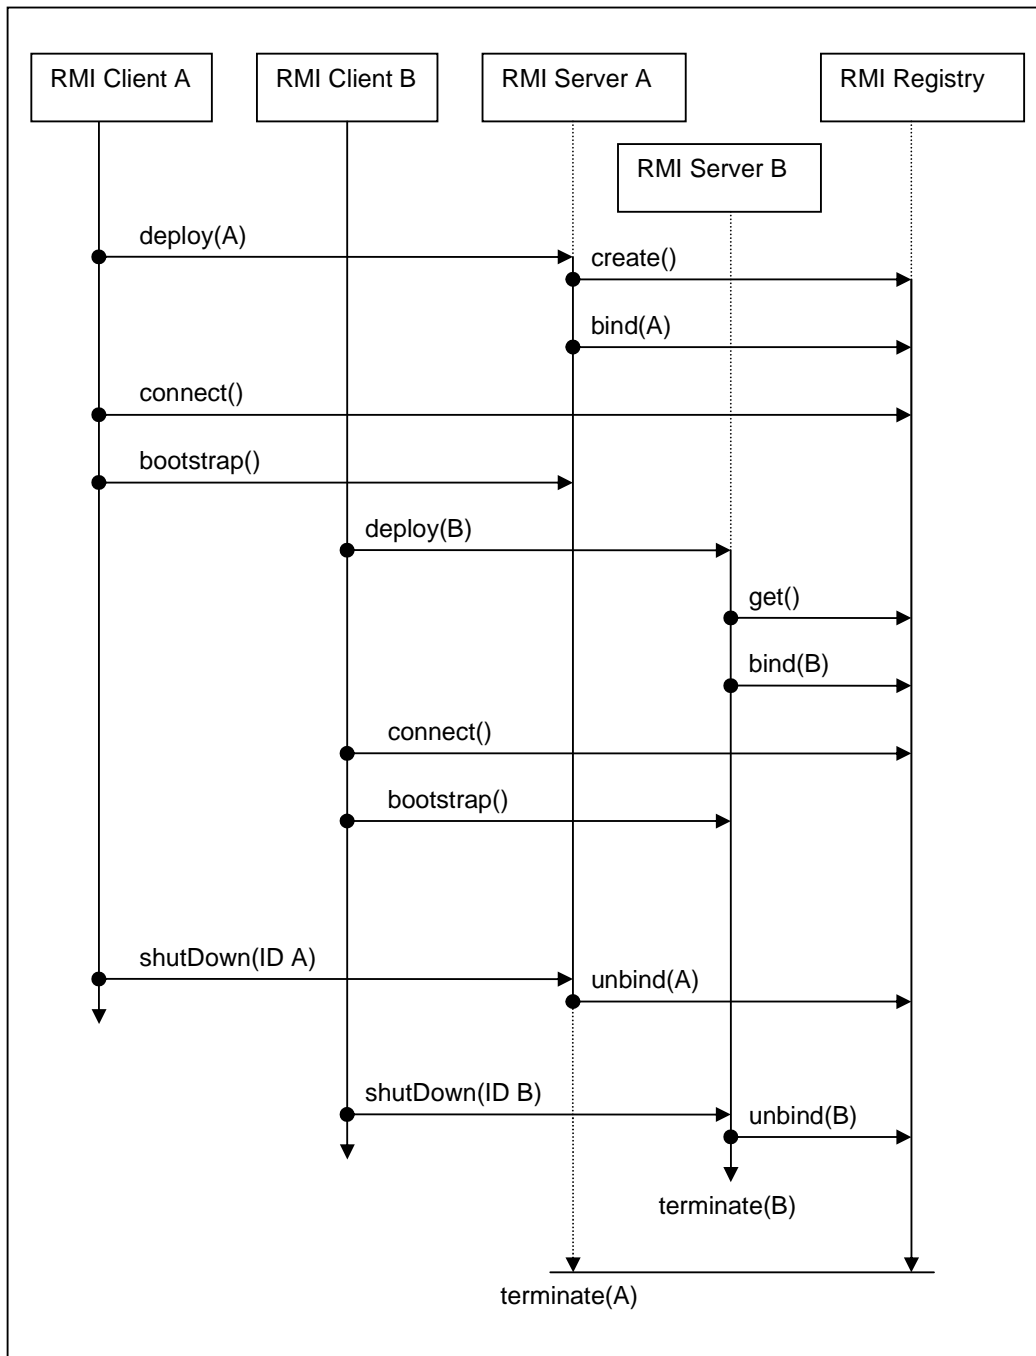 RMI Client A
RMI Client B
RMI Server A
RMI Registry
RMI Server B
deploy(A)
create()
bind(A)
connect()
bootstrap()
deploy(B)
get()
bind(B)
connect()
bootstrap()
shutDown(ID A)
unbind(A)
shutDown(ID B)
unbind(B)
terminate(B)
terminate(A)